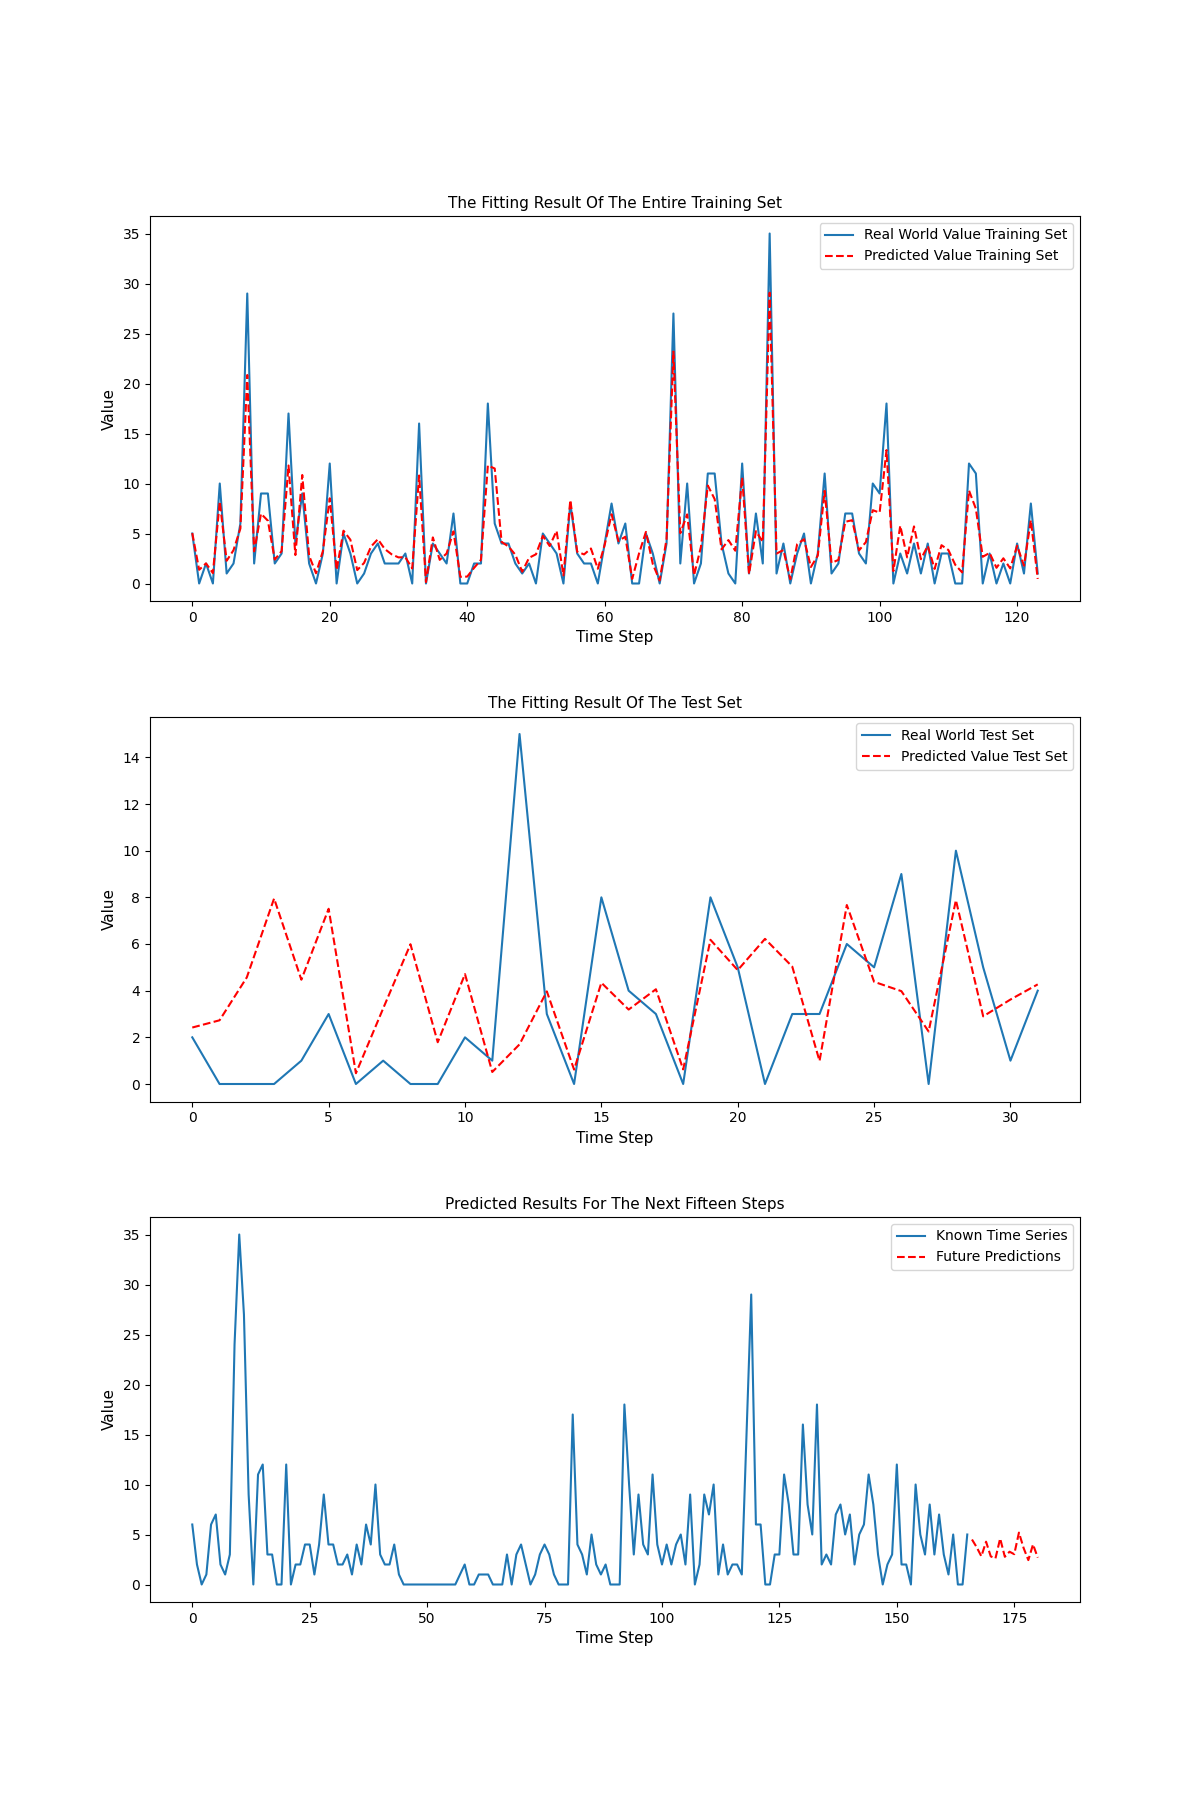 The Fitting Result Of The Entire Training Set
35
30
25
20
15
10
5
0
Value
Real World Value Training Set
Predicted Value Training Set
0 20 40 60 80 100 120
Time Step
The Fitting Result Of The Test Set
14
12
10
8
6
4
2
0
Value
Real World Test Set
Predicted Value Test Set
0 5 10 15 20 25 30
Time Step
Predicted Results For The Next Fifteen Steps
35
30
25
20
15
10
5
0
Value
Known Time Series
Future Predictions
0 25 50 75 100 125 150 175
Time Step